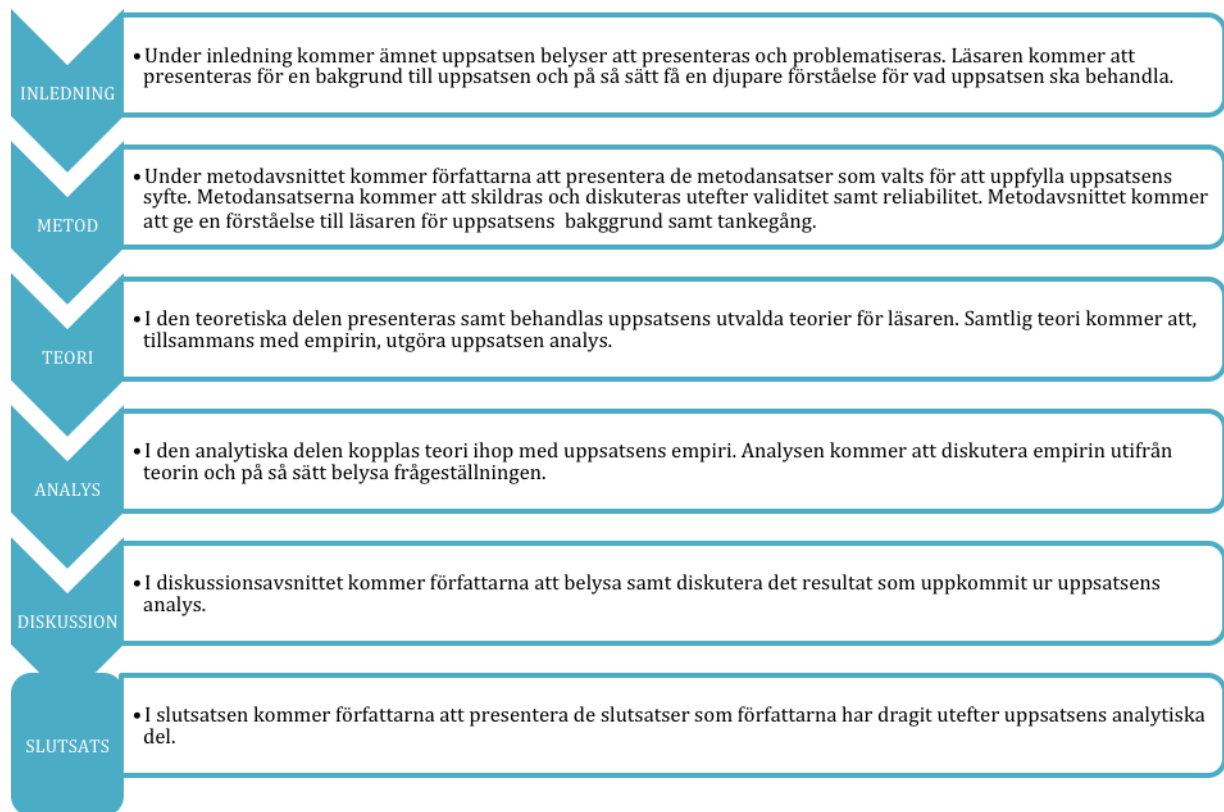 INLEDNING
•Under inledning kommer ämnet uppsatsen belyser att presenteras och problematiseras. Läsaren kommer att
presenteras för en bakgrund till uppsatsen och på så sätt få en djupare förståelse för vad uppsatsen ska behandla.
METOD
•Under metodavsnittet kommer författarna att presentera de metodansatser som valts för att uppfylla uppsatsens
syfte. Metodansatserna kommer att skildras och diskuteras utefter validitet samt reliabilitet. Metodavsnittet kommer
att ge en förståelse till läsaren för uppsatsens  bakggrund samt tankegång.
TEORI
•I den teoretiska delen presenteras samt behandlas uppsatsens utvalda teorier för läsaren. Samtlig teori kommer att,
tillsammans med empirin, utgöra uppsatsen analys.
ANALYS
•I den analytiska delen kopplas teori ihop med uppsatsens empiri. Analysen kommer att diskutera empirin utifrån
teorin och på så sätt belysa frågeställningen.
DISKUSSION
•I diskussionsavsnittet kommer författarna att belysa samt diskutera det resultat som uppkommit ur uppsatsens
analys.
SLUTSATS
•I slutsatsen kommer författarna att presentera de slutsatser som författarna har dragit utefter uppsatsens analytiska
del.